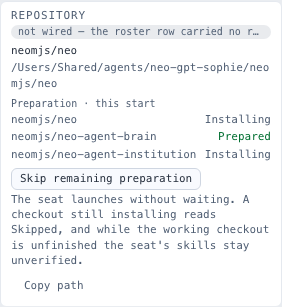 REPOSITORY
not wired — the roster row carried no r…
neomjs/neo
/Users/Shared/agents/neo-gpt-sophie/neo
mjs/neo
Preparation · this start
neomjs/neo Installing
neomjs/neo-agent-brain Prepared
neomjs/neo-agent-institution Installing
Skip remaining preparation
The seat launches without waiting. A
checkout still installing reads
Skipped, and while the working checkout
is unfinished the seat's skills stay
unverified.
Copy path